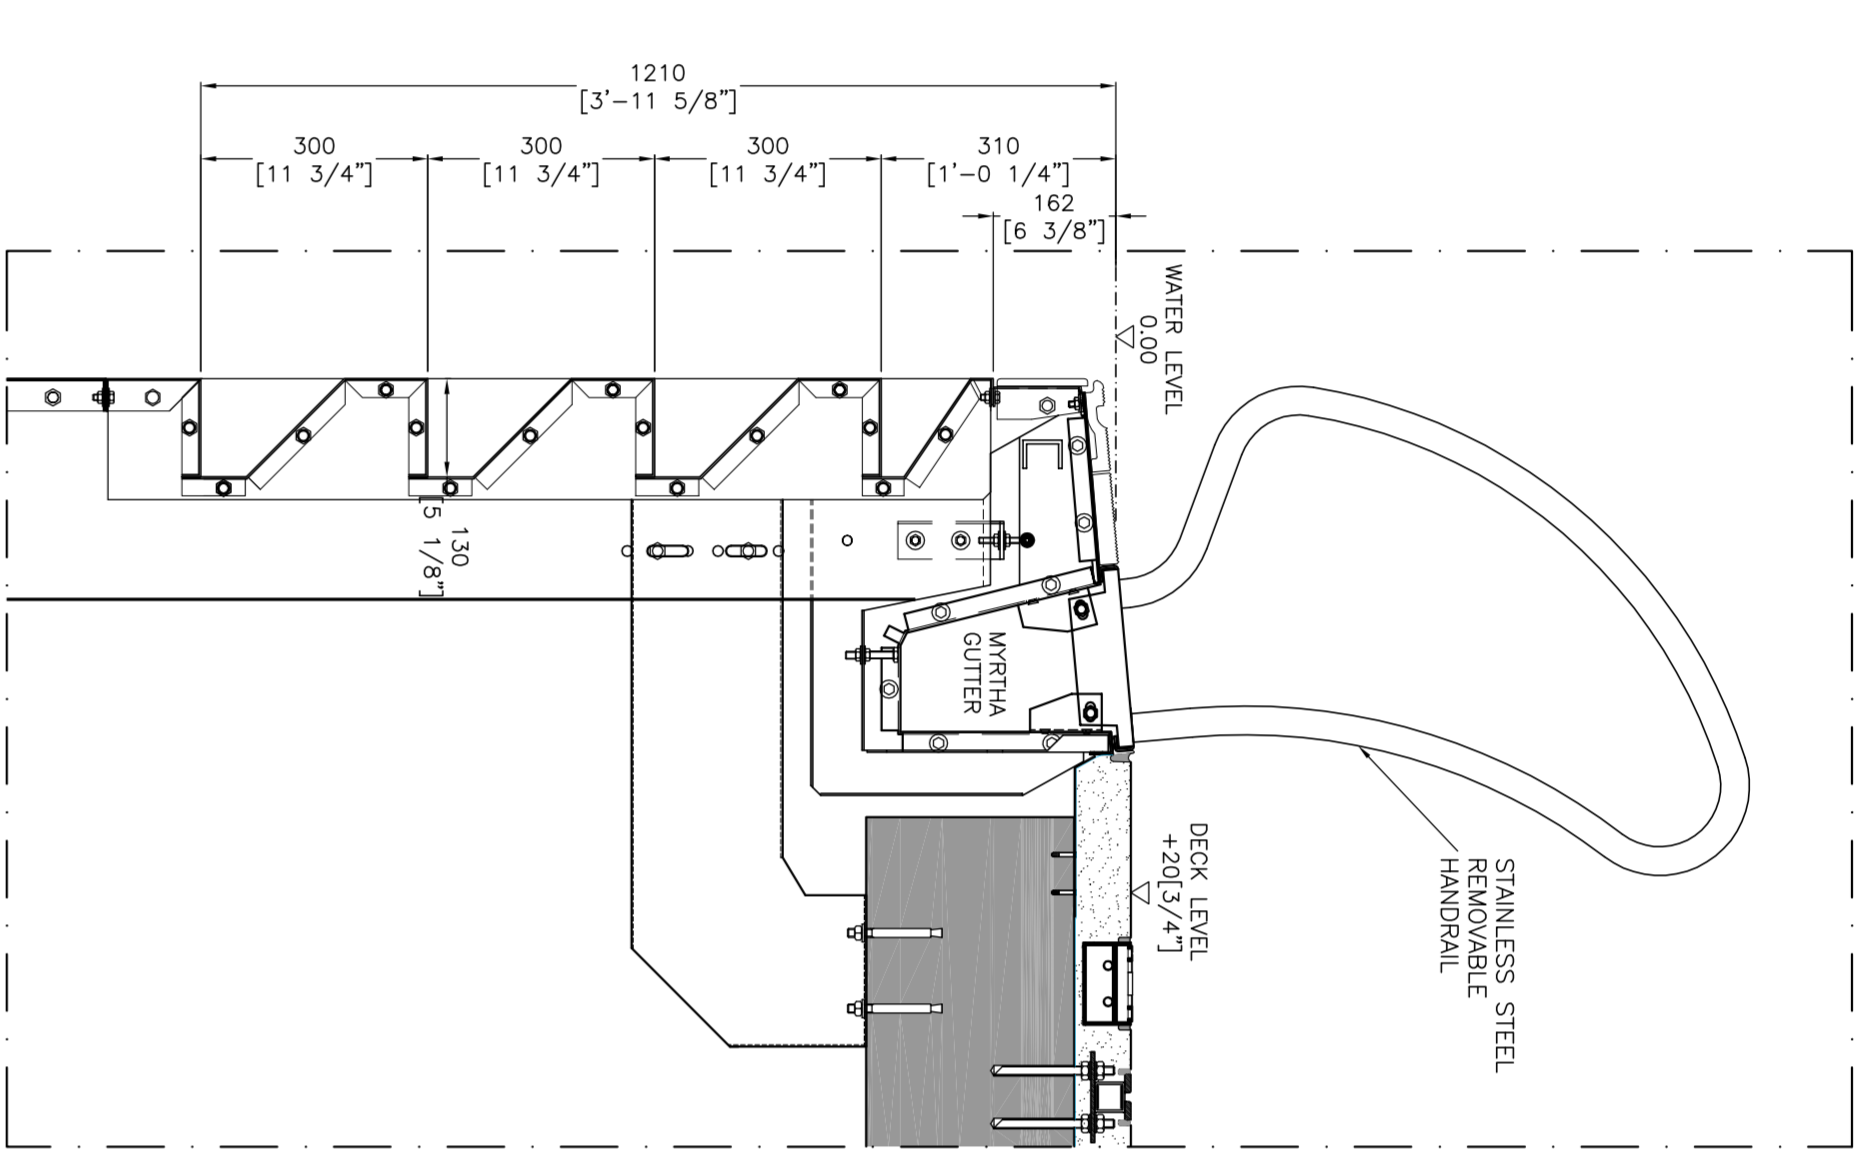 1210
[3'-11 5/8"]
300
[11 3/4"]
300
[11 3/4"]
300
[11 3/4"]
310
[1'-0 1/4"]
162
[6 3/8"]
WATER LEVEL
0.00
130
[5 1/8"]
MYRTHA
GUTTER
DECK LEVEL
+20[3/4"]
STAINLESS STEEL
REMOVABLE
HANDRAIL